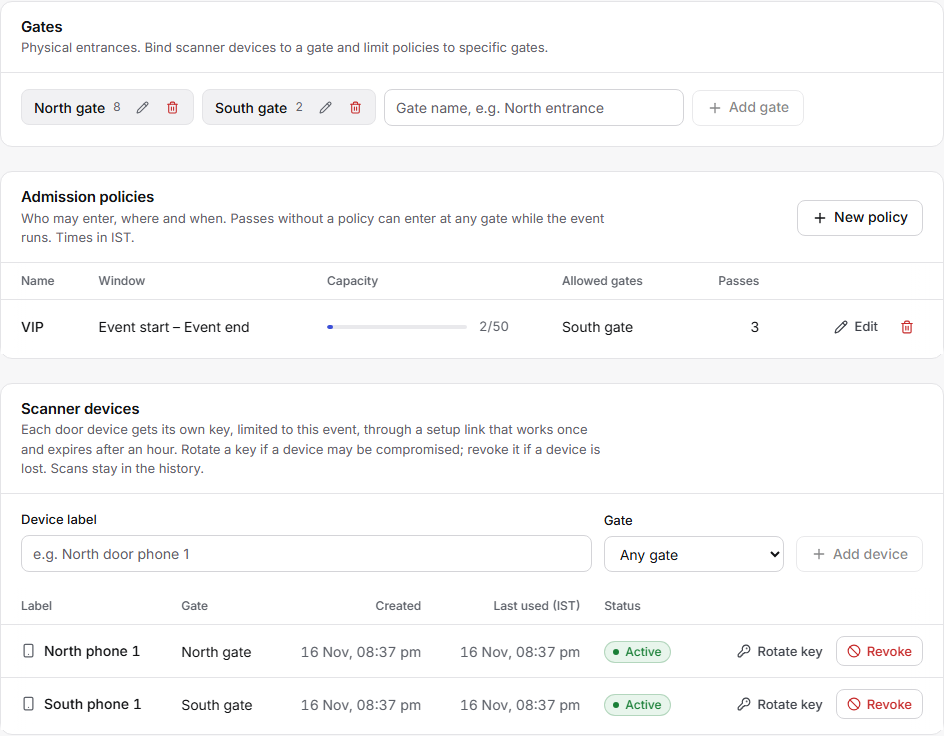 Gates
Physical entrances. Bind scanner devices to a gate and limit policies to specific gates.
North gate 8 South gate 2 Gate name, e.g. North entrance + Add gate
Admission policies
Who may enter, where and when. Passes without a policy can enter at any gate while the event
runs. Times in IST.
+ New policy
Name Window Capacity Allowed gates Passes
VIP Event start – Event end 2/50 South gate 3 Edit
Scanner devices
Each door device gets its own key, limited to this event, through a setup link that works once
and expires after an hour. Rotate a key if a device may be compromised; revoke it if a device is
lost. Scans stay in the history.
Device label Gate
e.g. North door phone 1 Any gate + Add device
Label Gate Created Last used (IST) Status
North phone 1 North gate 16 Nov, 08:37 pm 16 Nov, 08:37 pm Active Rotate key Revoke
South phone 1 South gate 16 Nov, 08:37 pm 16 Nov, 08:37 pm Active Rotate key Revoke